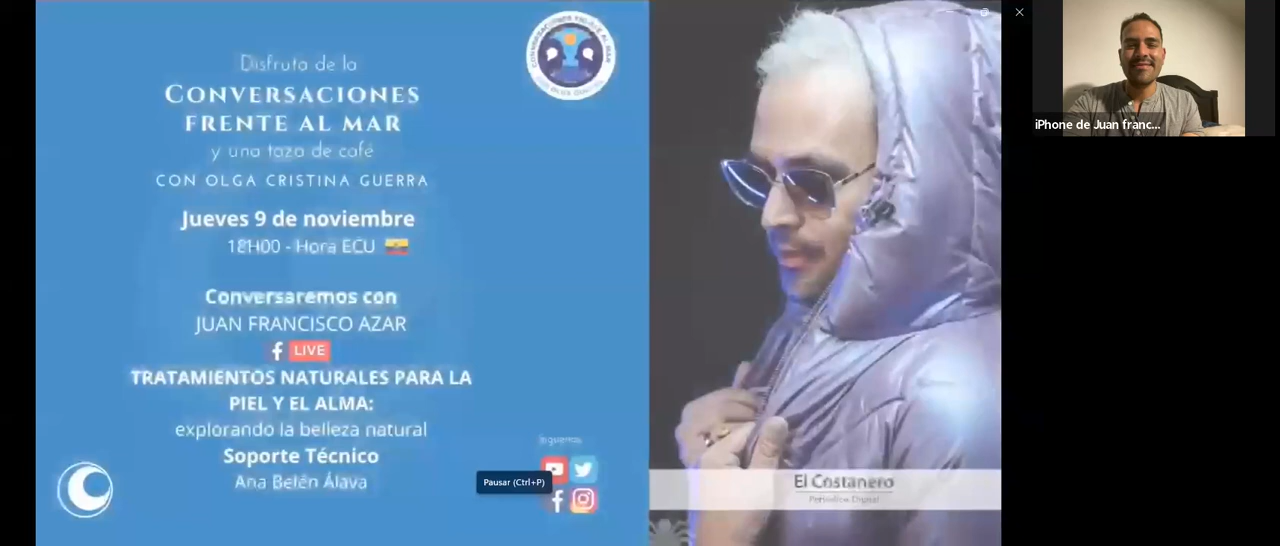 Disfruta de la
CONVERSACIONES
FRENTE AL MAR
y una taza de café
CON OLGA CRISTINA GUERRA
Jueves 9 de noviembre
18H00 - Hora ECU
Conversaremos con
JUAN FRANCISCO AZAR
f LIVE
TRATAMIENTOS NATURALES PARA LA
PIEL Y EL ALMA:
explorando la belleza natural
Soporte Técnico
Ana Belén Álava
Síguenos
Pausar (Ctrl+P)
El Costanero
Periódico Digital
iPhone de Juan franc...